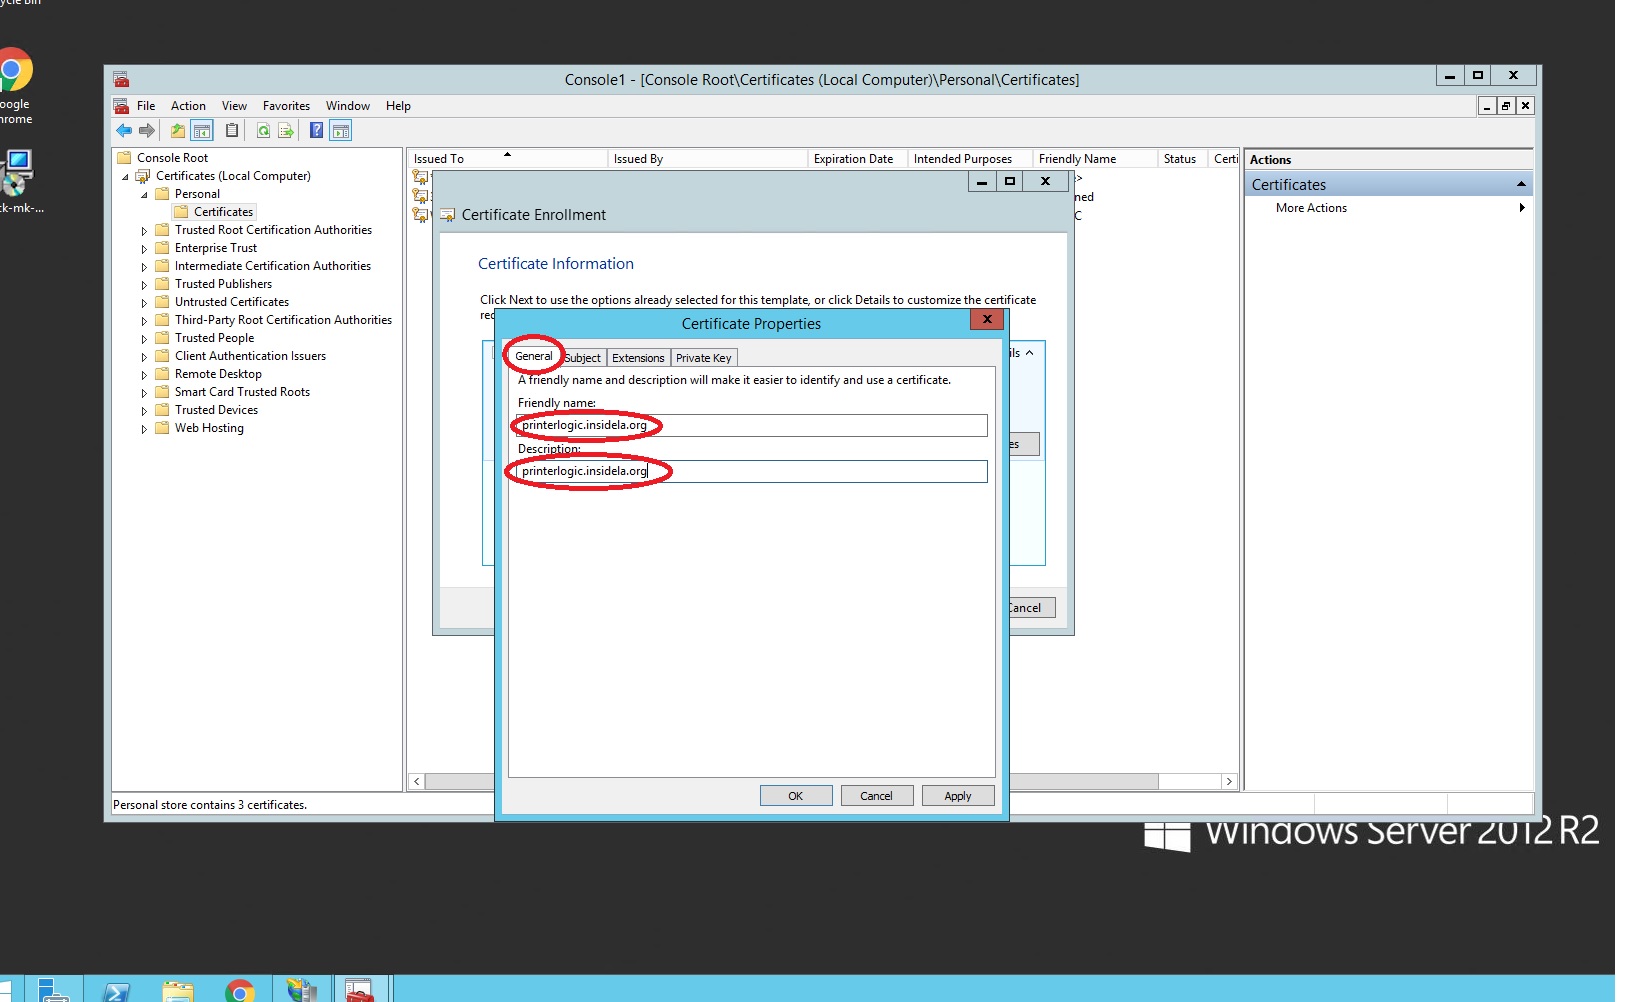 cycle Bin
oogle
hrome
ck-mk-...
Console1 - [Console Root\Certificates (Local Computer)\Personal\Certificates]
File Action View Favorites Window Help
Console Root
Certificates (Local Computer)
Personal
Certificates
Trusted Root Certification Authorities
Enterprise Trust
Intermediate Certification Authorities
Trusted Publishers
Untrusted Certificates
Third-Party Root Certification Authorities
Trusted People
Client Authentication Issuers
Remote Desktop
Smart Card Trusted Roots
Trusted Devices
Web Hosting
Issued To Issued By Expiration Date Intended Purposes Friendly Name Status Certi
e>
ned
C
Certificate Enrollment
Certificate Information
Click Next to use the options already selected for this template, or click Details to customize the certificate
rec
ils
es
Cancel
Certificate Properties
General Subject Extensions Private Key
A friendly name and description will make it easier to identify and use a certificate.
Friendly name:
printerlogic.insidela.org
Description:
printerlogic.insidela.org
OK Cancel Apply
Actions
Certificates
More Actions
Personal store contains 3 certificates.
Windows Server 2012 R2